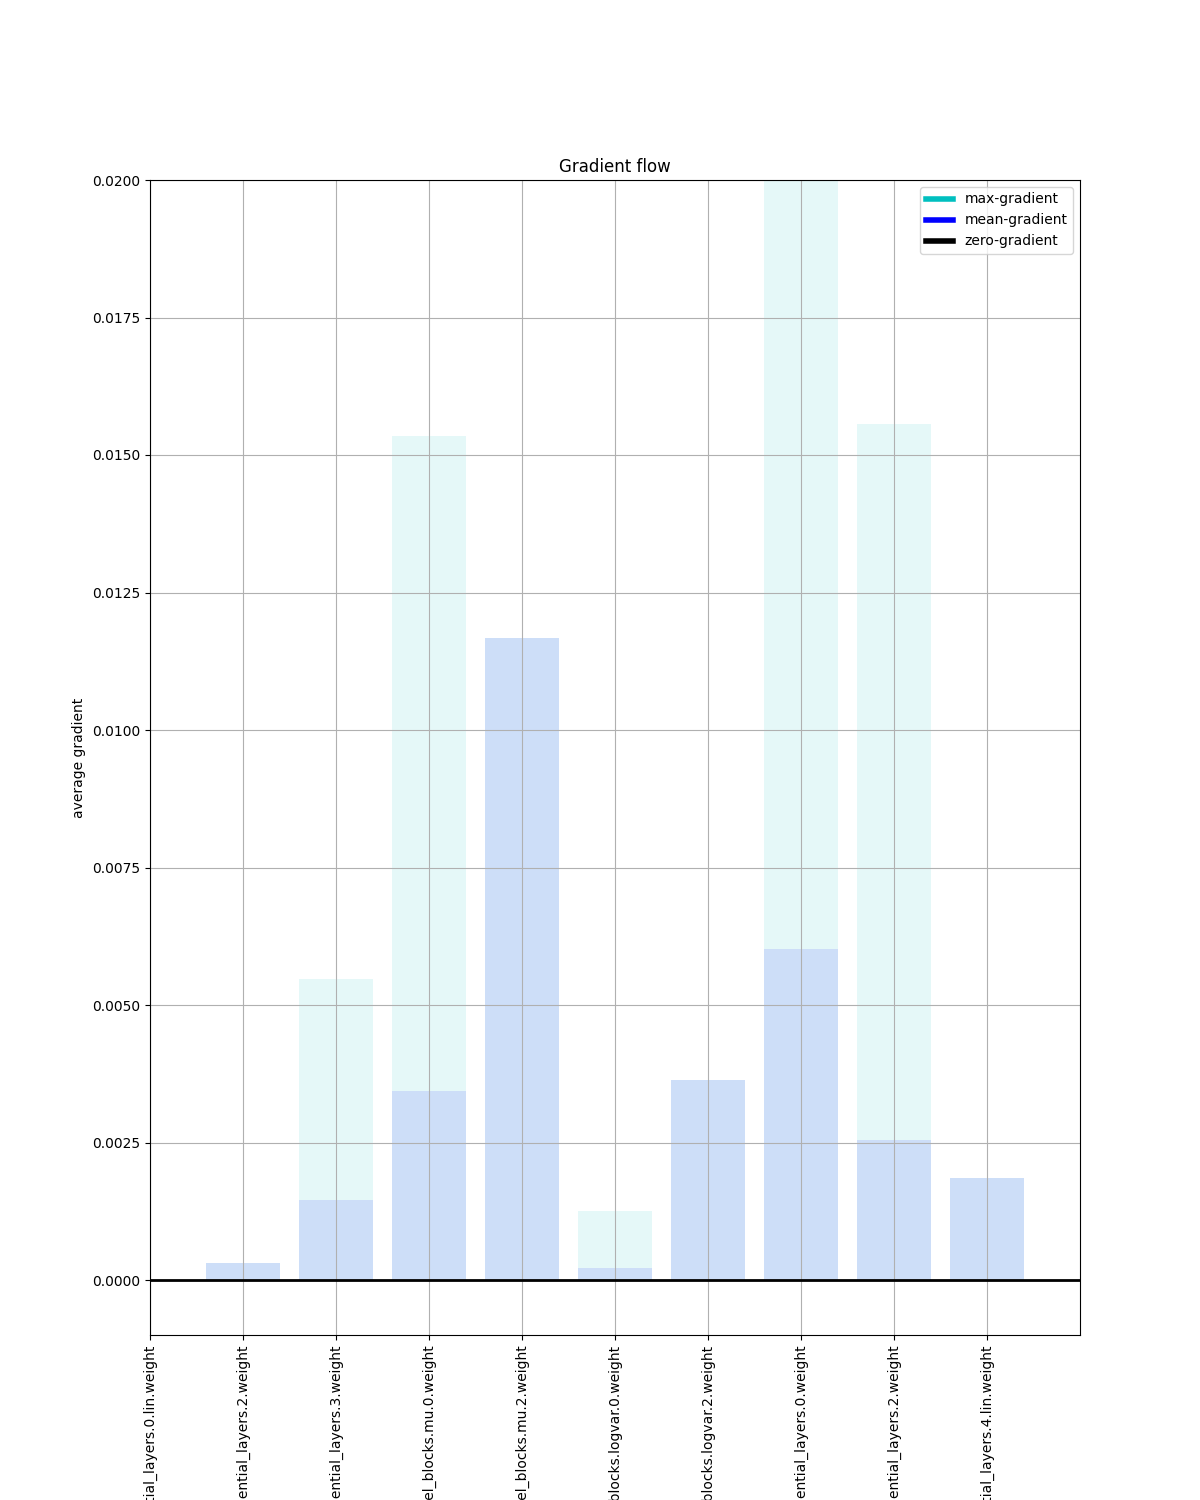 Gradient flow
max-gradient
mean-gradient
zero-gradient
0.0200
0.0175
0.0150
0.0125
0.0100
0.0075
0.0050
0.0025
0.0000
average gradient
tial_layers.0.lin.weight
ential_layers.2.weight
ential_layers.3.weight
el_blocks.mu.0.weight
el_blocks.mu.2.weight
blocks.logvar.0.weight
blocks.logvar.2.weight
ential_layers.0.weight
ential_layers.2.weight
tial_layers.4.lin.weight